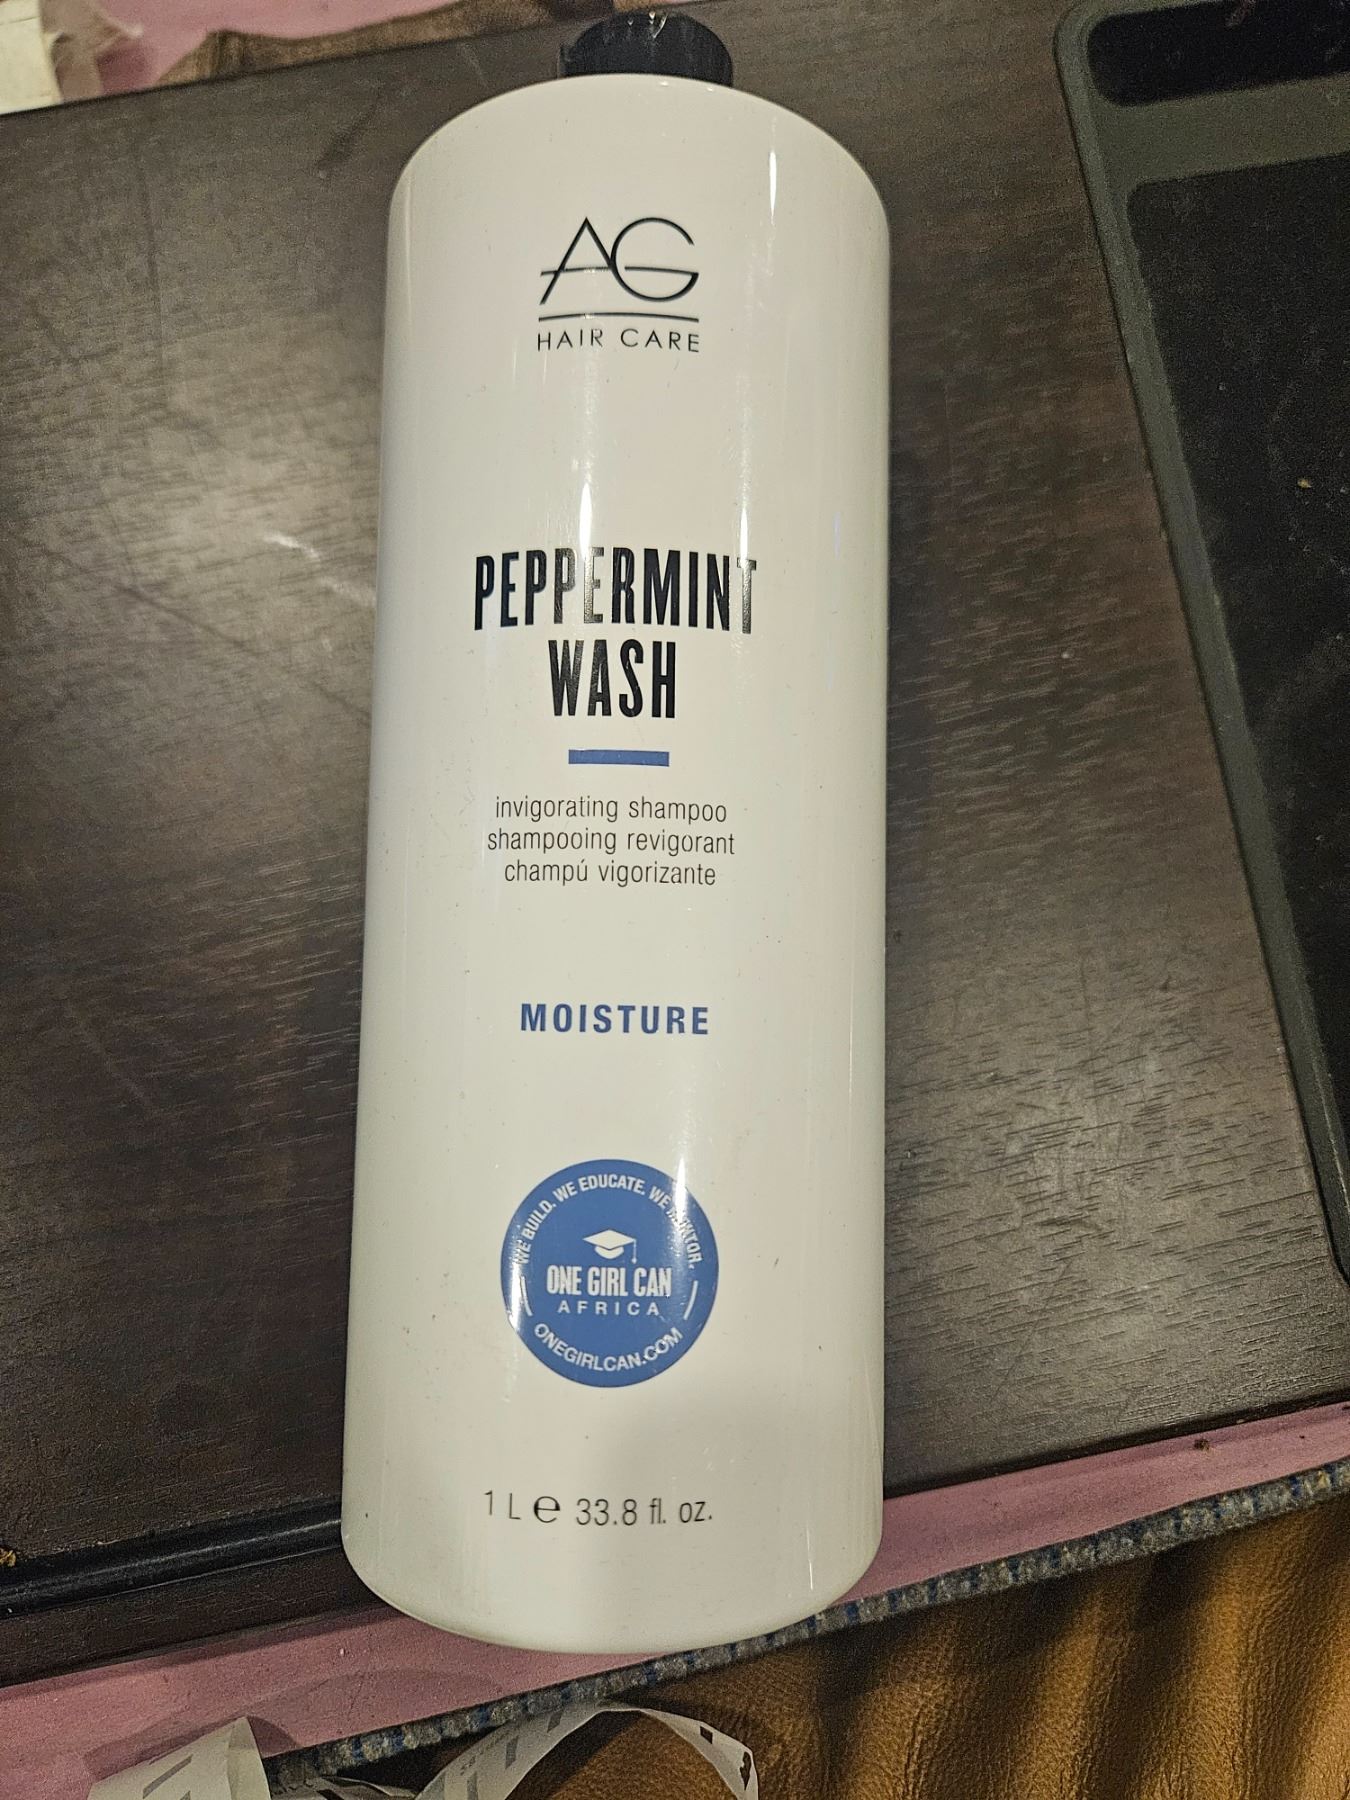 AG
HAIR CARE
PEPPERMINT
WASH
invigorating shampoo
shampooing revigorant
champú vigorizante
MOISTURE
WE BUILD. WE EDUCATE. WE MENTOR.
ONE GIRL CAN
AFRICA
ONEGIRLCAN.COM
1 L ℮ 33.8 fl. oz.